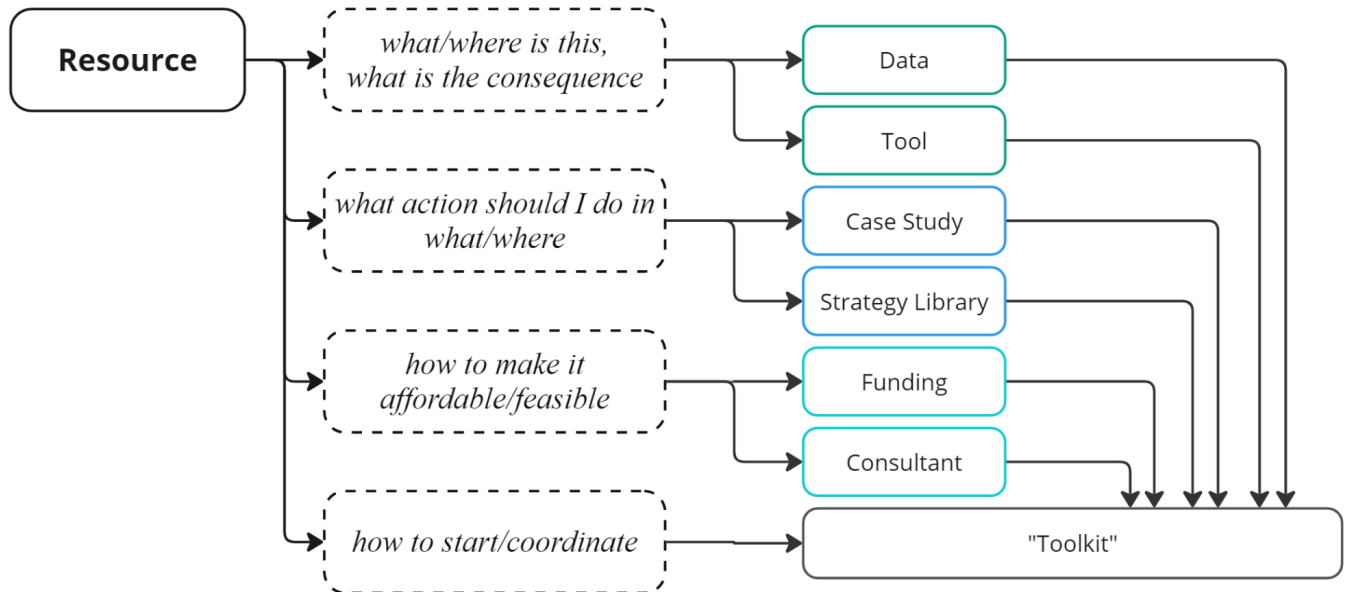 Resource
what/where is this,
what is the consequence
Data
Tool
what action should I do in
what/where
Case Study
Strategy Library
how to make it
affordable/feasible
Funding
Consultant
how to start/coordinate
"Toolkit"